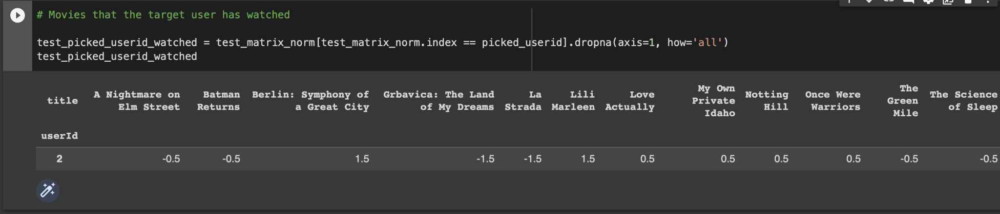 # Movies that the target user has watched
test_picked_userid_watched = test_matrix_norm[test_matrix_norm.index == picked_userid].dropna(axis=1, how='all')
test_picked_userid_watched
title A Nightmare on Elm Street Batman Returns Berlin: Symphony of a Great City Grbavica: The Land of My Dreams La Strada Lili Marleen Love Actually My Own Private Idaho Notting Hill Once Were Warriors The Green Mile The Science of Sleep
userId
2 -0.5 -0.5 1.5 -1.5 -1.5 1.5 0.5 0.5 0.5 0.5 -0.5 -0.5